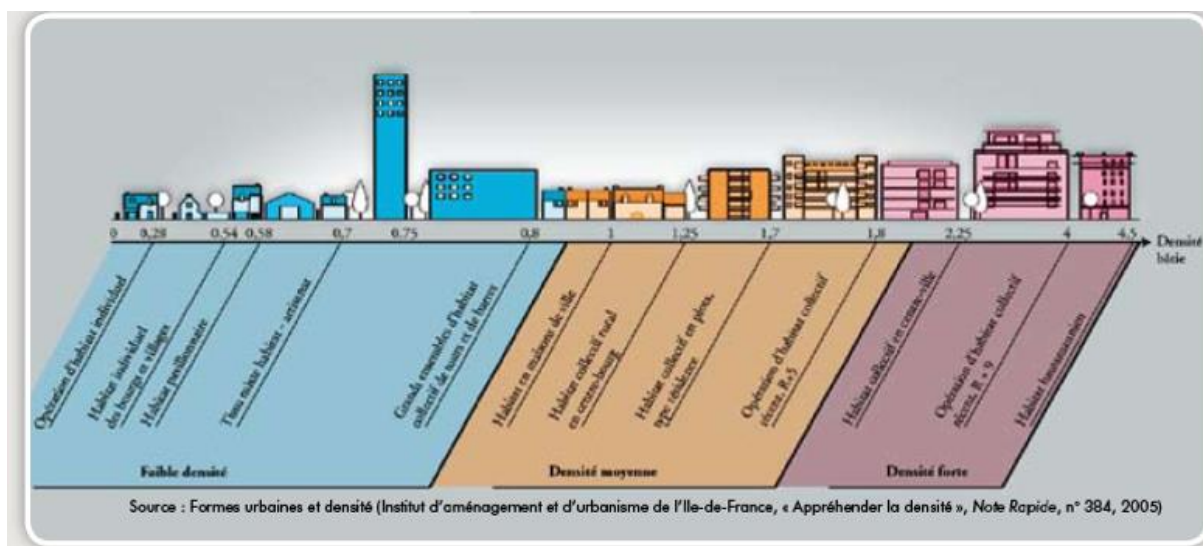 0 0,28 0.54 0.58 0,7 0.75 0,8 1 1,25 1,7 1,8 2,25 4 4.5
Densité
bâtie
Opération d'habitat individuel
Habitat individuel
des bourgs et villages
Habitat pavillonnaire
Tissu mixte habitat - artisanat
Grands ensembles d'habitat
collectif de tours et de barres
Habitat en maisons de ville
Habitat collectif rural
en centre-bourg
Habitat collectif en plots,
type résidence
Opération d'habitat collectif
récent, R+5
Habitat collectif en centre-ville
Opération d'habitat collectif
récent, R + 9
Habitat haussmannien
Faible densité
Densité moyenne
Densité forte
Source : Formes urbaines et densité (Institut d'aménagement et d'urbanisme de l'Ile-de-France, « Appréhender la densité », Note Rapide, n° 384, 2005)